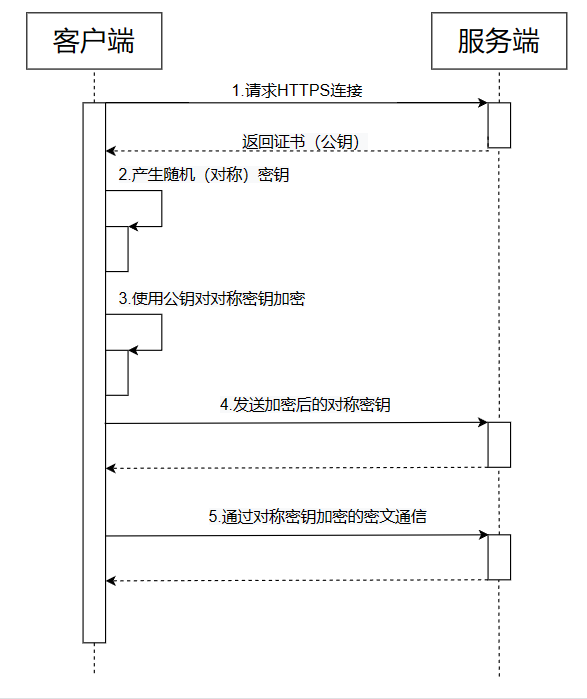 客户端
服务端
1.请求HTTPS连接
返回证书（公钥）
2.产生随机（对称）密钥
3.使用公钥对对称密钥加密
4.发送加密后的对称密钥
5.通过对称密钥加密的密文通信